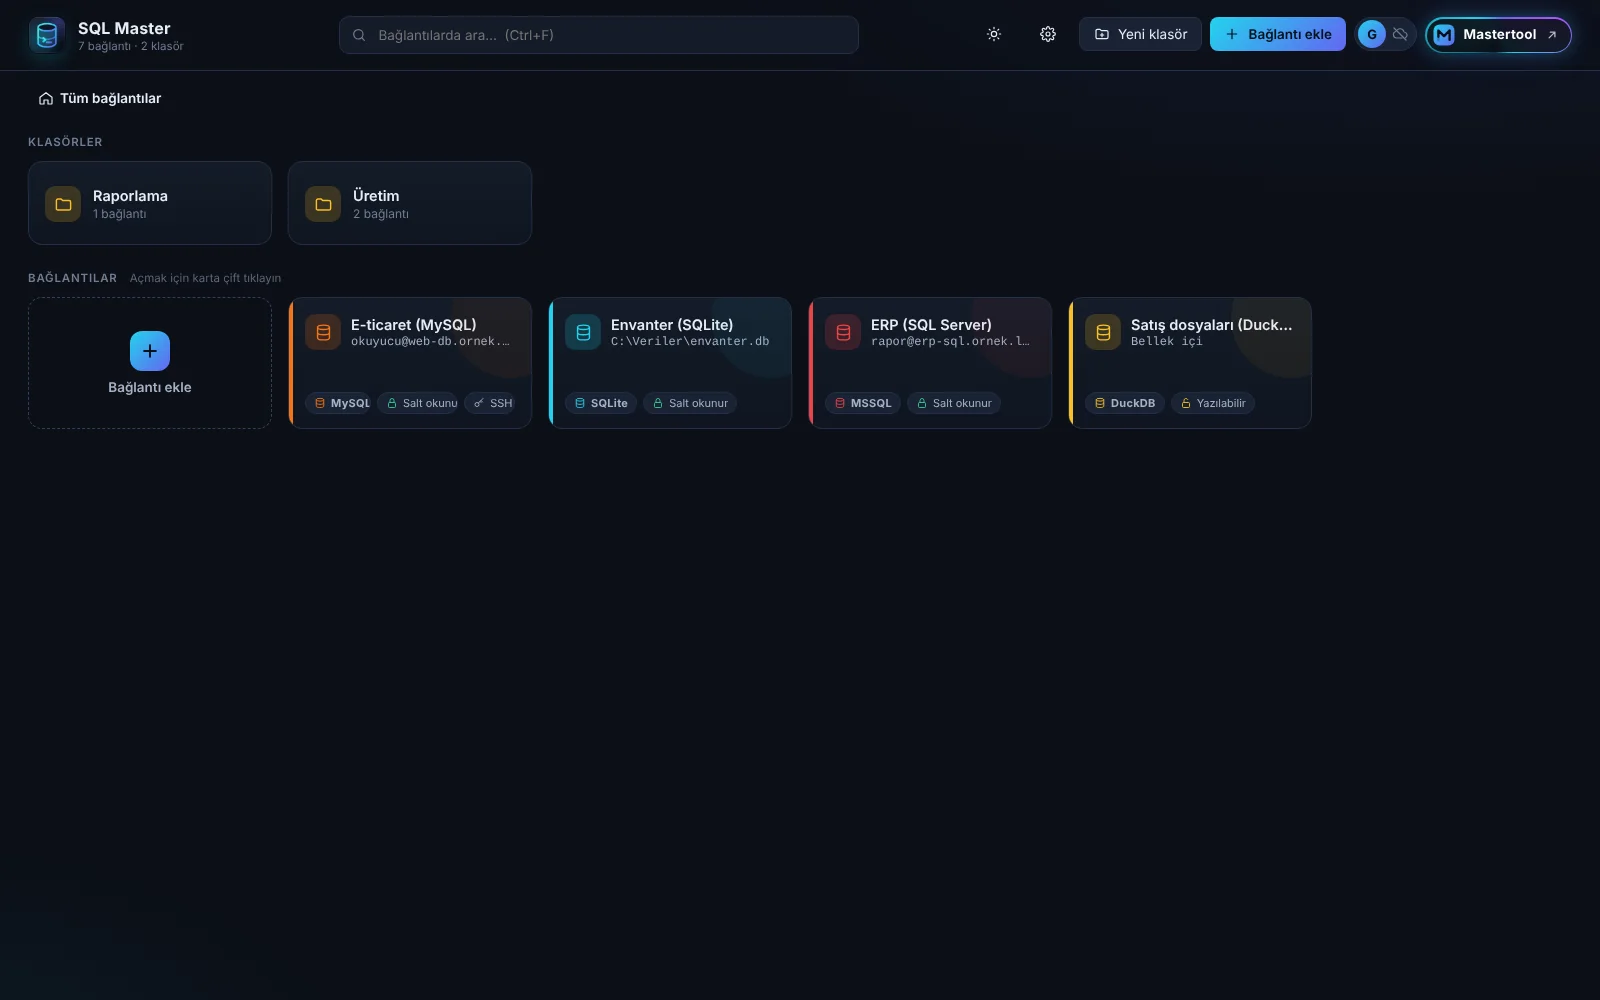 SQL Master
7 bağlantı · 2 klasör
Bağlantılarda ara... (Ctrl+F)
Yeni klasör
Bağlantı ekle
G
Mastertool
Tüm bağlantılar
KLASÖRLER
Raporlama
1 bağlantı
Üretim
2 bağlantı
BAĞLANTILAR Açmak için karta çift tıklayın
Bağlantı ekle
E-ticaret (MySQL)
okuyucu@web-db.ornek.…
MySQL Salt okunu SSH
Envanter (SQLite)
C:\Veriler\envanter.db
SQLite Salt okunur
ERP (SQL Server)
rapor@erp-sql.ornek.l…
MSSQL Salt okunur
Satış dosyaları (Duck…
Bellek içi
DuckDB Yazılabilir